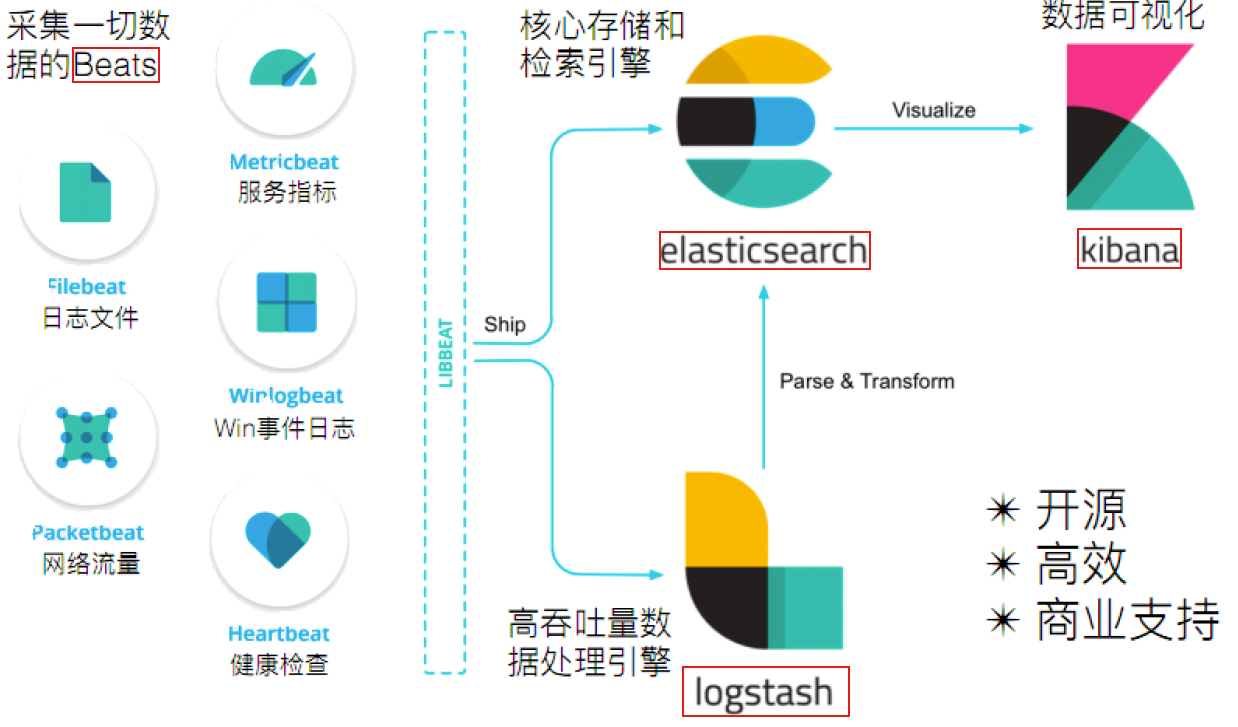 采集一切数
据的Beats
Metricbeat
服务指标
Filebeat
日志文件
Winlogbeat
Win事件日志
Packetbeat
网络流量
Heartbeat
健康检查
LIBBEAT
Ship
核心存储和
检索引擎
elasticsearch
Visualize
数据可视化
kibana
Parse & Transform
高吞吐量数
据处理引擎
logstash
✴ 开源
✴ 高效
✴ 商业支持